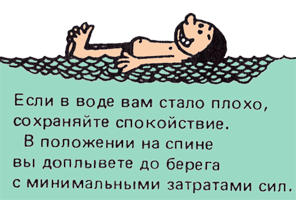 Если в воде вам стало плохо,
сохраняйте спокойствие.
В положении на спине
вы доплывете до берега
с минимальными затратами сил.